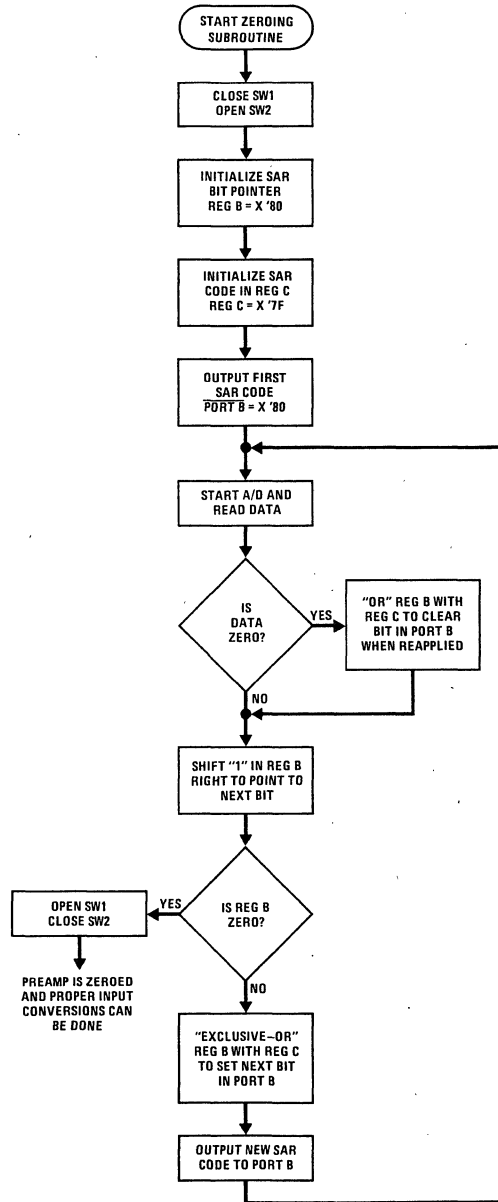 START ZEROING
SUBROUTINE
CLOSE SW1
OPEN SW2
INITIALIZE SAR
BIT POINTER
REG B = X '80
INITIALIZE SAR
CODE IN REG C
REG C = X '7F
OUTPUT FIRST
SAR CODE
PORT B = X '80
START A/D AND
READ DATA
IS
DATA
ZERO?
YES
"OR" REG B WITH
REG C TO CLEAR
BIT IN PORT B
WHEN REAPPLIED
NO
SHIFT "1" IN REG B
RIGHT TO POINT TO
NEXT BIT
IS REG B
ZERO?
YES
OPEN SW1
CLOSE SW2
PREAMP IS ZEROED
AND PROPER INPUT
CONVERSIONS CAN
BE DONE
NO
"EXCLUSIVE-OR"
REG B WITH REG C
TO SET NEXT BIT
IN PORT B
OUTPUT NEW SAR
CODE TO PORT B